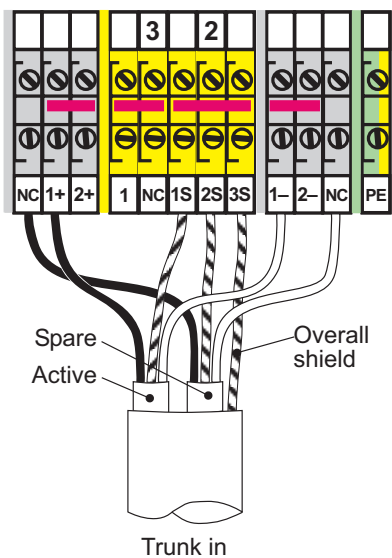 3 2
NC 1+ 2+ 1 NC 1S 2S 3S 1– 2– NC PE
Spare
Active
Overall
shield
Trunk in